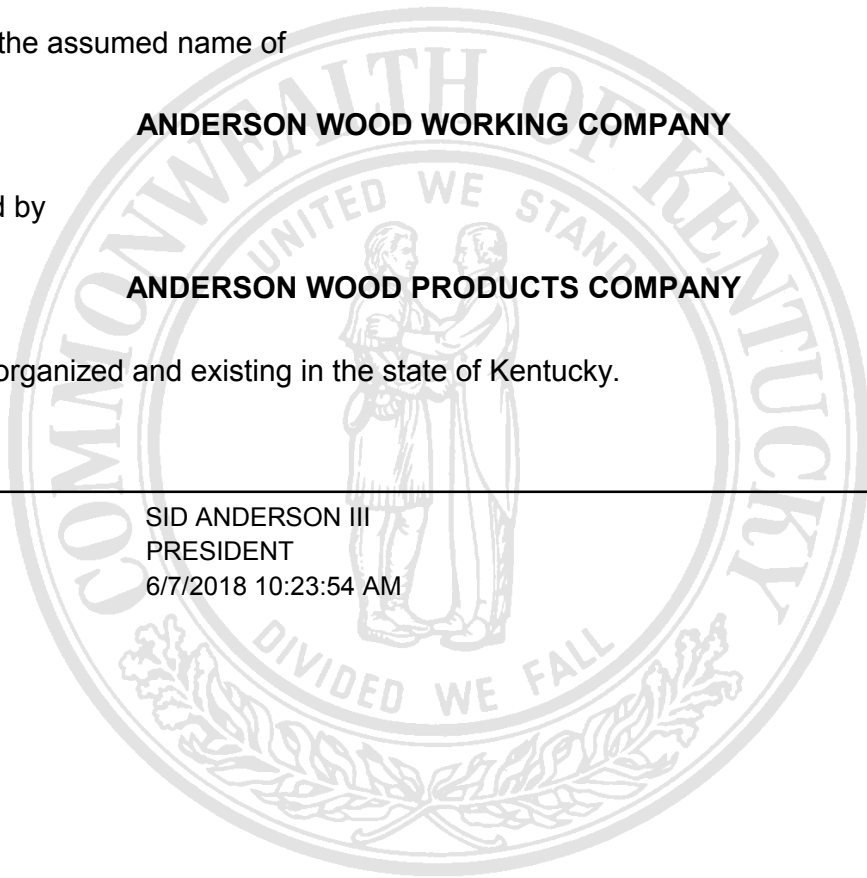 the assumed name of
ANDERSON WOOD WORKING COMPANY
d by
ANDERSON WOOD PRODUCTS COMPANY
organized and existing in the state of Kentucky.
SID ANDERSON III
PRESIDENT
6/7/2018 10:23:54 AM
COMMONWEALTH OF KENTUCKY
UNITED WE STAND
DIVIDED WE FALL